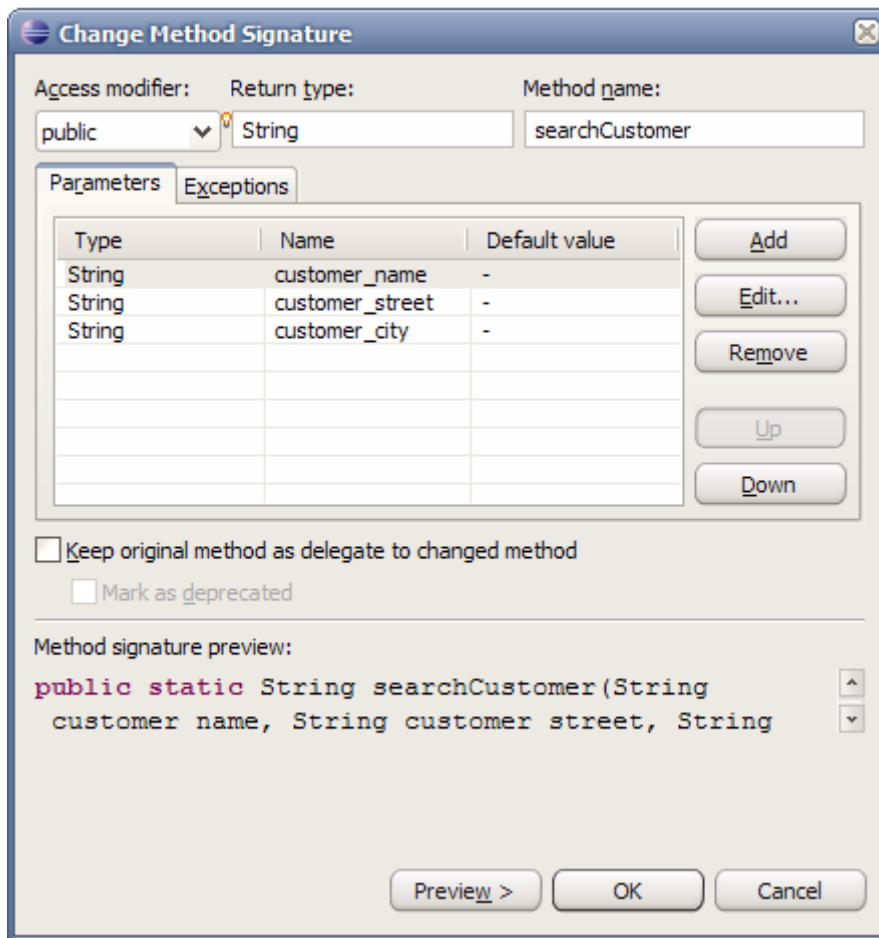 Change Method Signature
Access modifier: Return type: Method name:
public String searchCustomer
Parameters Exceptions
Type Name Default value
String customer_name -
String customer_street -
String customer_city -
Add
Edit...
Remove
Up
Down
Keep original method as delegate to changed method
Mark as deprecated
Method signature preview:
public static String searchCustomer(String
customer name, String customer street, String
Preview > OK Cancel